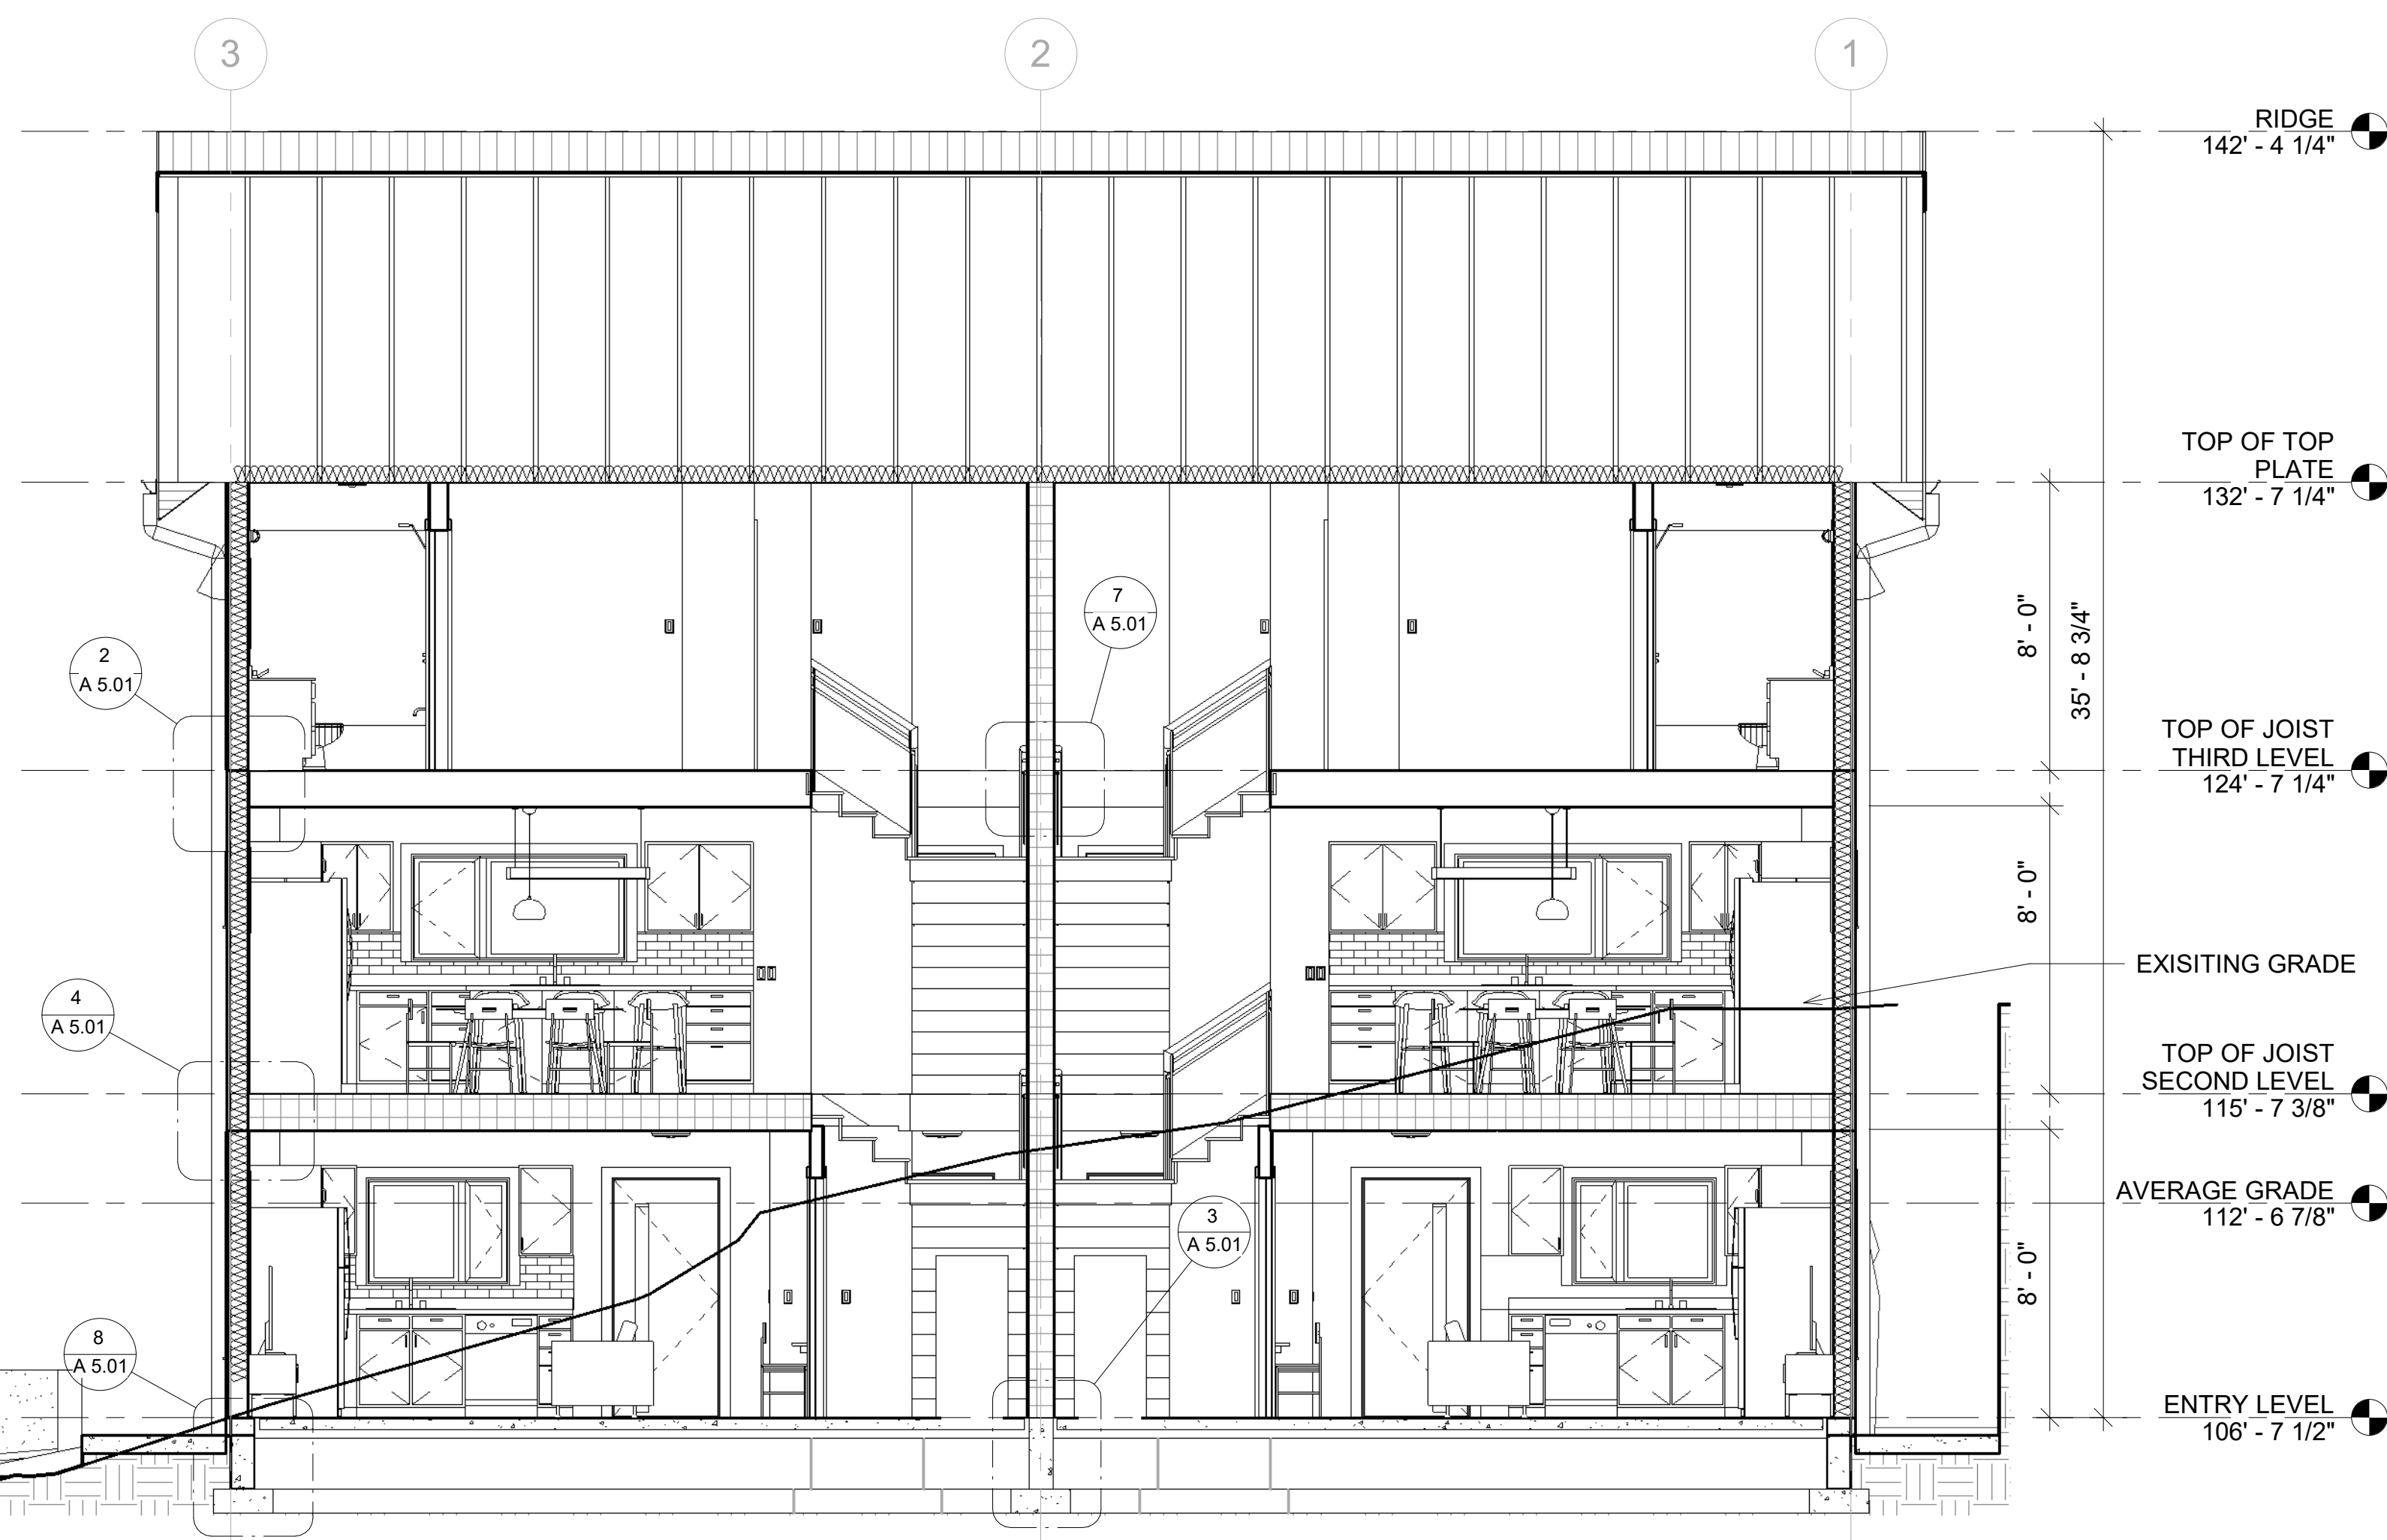 3
2
1
RIDGE
142' - 4 1/4"
TOP OF TOP
PLATE
132' - 7 1/4"
7
A 5.01
8' - 0"
35' - 8 3/4"
2
A 5.01
TOP OF JOIST
THIRD LEVEL
124' - 7 1/4"
8' - 0"
EXISITING GRADE
4
A 5.01
TOP OF JOIST
SECOND LEVEL
115' - 7 3/8"
AVERAGE GRADE
112' - 6 7/8"
3
A 5.01
8' - 0"
8
A 5.01
ENTRY LEVEL
106' - 7 1/2"